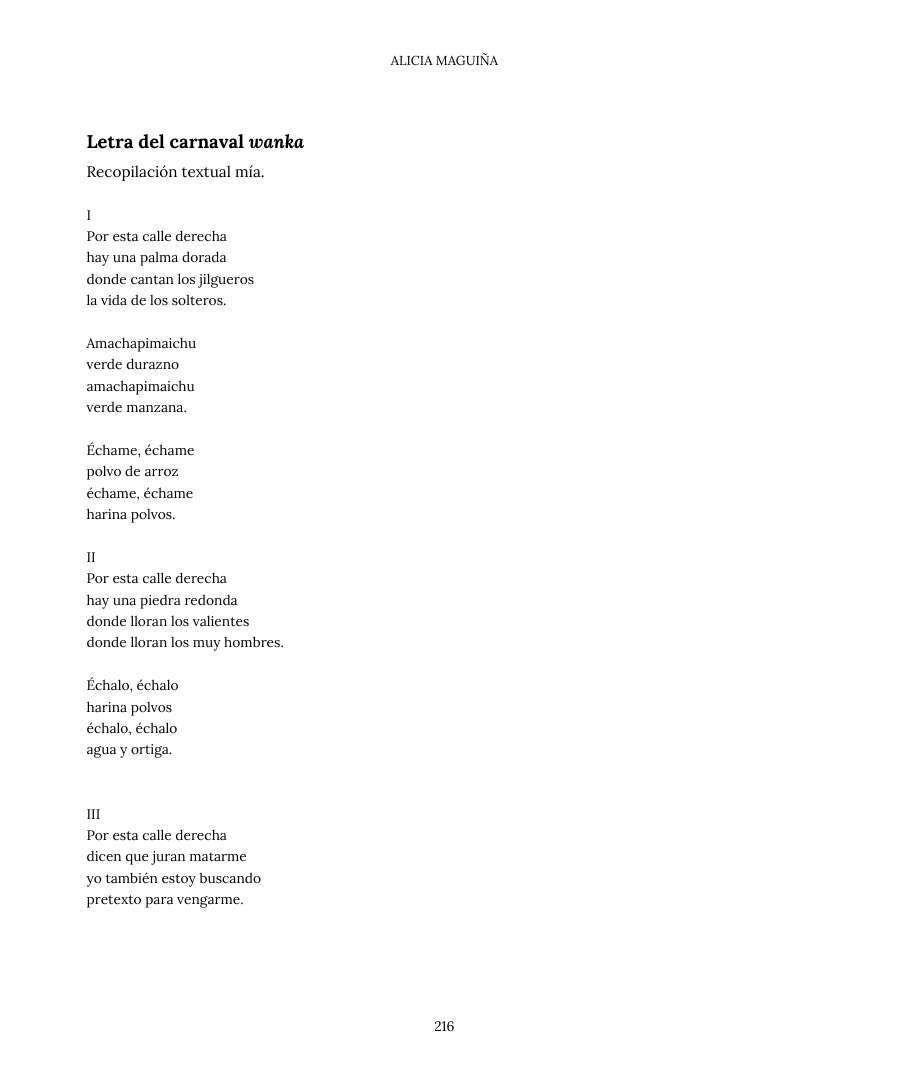 ALICIA MAGUIÑA
Letra del carnaval wanka
Recopilación textual mía.
I
Por esta calle derecha
hay una palma dorada
donde cantan los jilgueros
la vida de los solteros.
Amachapimaichu
verde durazno
amachapimaichu
verde manzana.
Échame, échame
polvo de arroz
échame, échame
harina polvos.
II
Por esta calle derecha
hay una piedra redonda
donde lloran los valientes
donde lloran los muy hombres.
Échalo, échalo
harina polvos
échalo, échalo
agua y ortiga.
III
Por esta calle derecha
dicen que juran matarme
yo también estoy buscando
pretexto para vengarme.
216